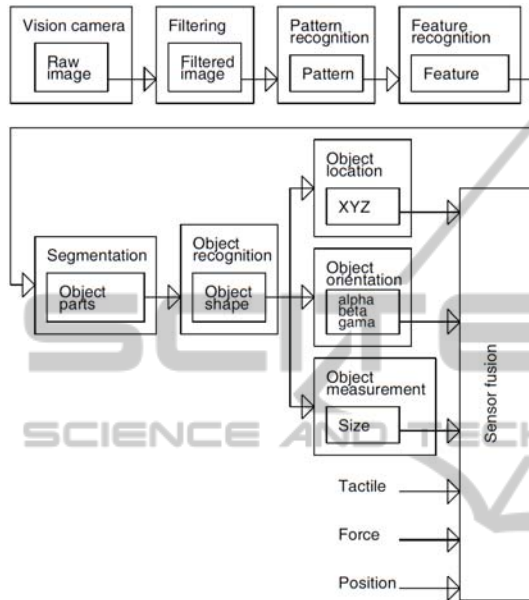 Vision camera
Raw
image
Filtering
Filtered
image
Pattern
recognition
Pattern
Feature
recognition
Feature
Object
location
XYZ
Segmentation
Object
parts
Object
recognition
Object
shape
Object
orientation
alpha
beta
gama
Object
measurement
Size
Sensor fusion
Tactile
Force
Position
SCITE
SCIENCE AND TECH